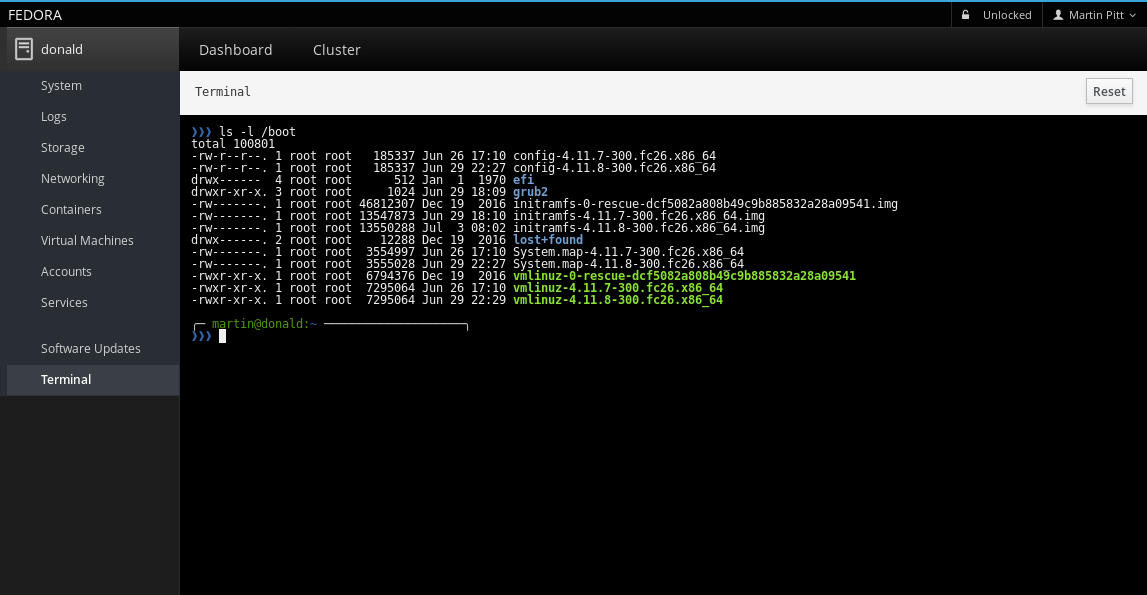 FEDORA
Unlocked
Martin Pitt
donald
Dashboard
Cluster
System
Logs
Storage
Networking
Containers
Virtual Machines
Accounts
Services
Software Updates
Terminal
Terminal
Reset
❱❱❱ ls -l /boot
total 100801
-rw-r--r--. 1 root root   185337 Jun 26 17:10 config-4.11.7-300.fc26.x86_64
-rw-r--r--. 1 root root   185337 Jun 29 22:27 config-4.11.8-300.fc26.x86_64
drwx------  4 root root      512 Jan  1  1970 efi
drwxr-xr-x. 3 root root     1024 Jun 29 18:09 grub2
-rw-------. 1 root root 46812307 Dec 19  2016 initramfs-0-rescue-dcf5082a808b49c9b885832a28a09541.img
-rw-------. 1 root root 13547873 Jun 29 18:10 initramfs-4.11.7-300.fc26.x86_64.img
-rw-------. 1 root root 13550288 Jul  3 08:02 initramfs-4.11.8-300.fc26.x86_64.img
drwx------. 2 root root    12288 Dec 19  2016 lost+found
-rw-------. 1 root root  3554997 Jun 26 17:10 System.map-4.11.7-300.fc26.x86_64
-rw-------. 1 root root  3555028 Jun 29 22:27 System.map-4.11.8-300.fc26.x86_64
-rwxr-xr-x. 1 root root  6794376 Dec 19  2016 vmlinuz-0-rescue-dcf5082a808b49c9b885832a28a09541
-rwxr-xr-x. 1 root root  7295064 Jun 26 17:10 vmlinuz-4.11.7-300.fc26.x86_64
-rwxr-xr-x. 1 root root  7295064 Jun 29 22:29 vmlinuz-4.11.8-300.fc26.x86_64
╭─ martin@donald:~ ────────────────────╮
❱❱❱